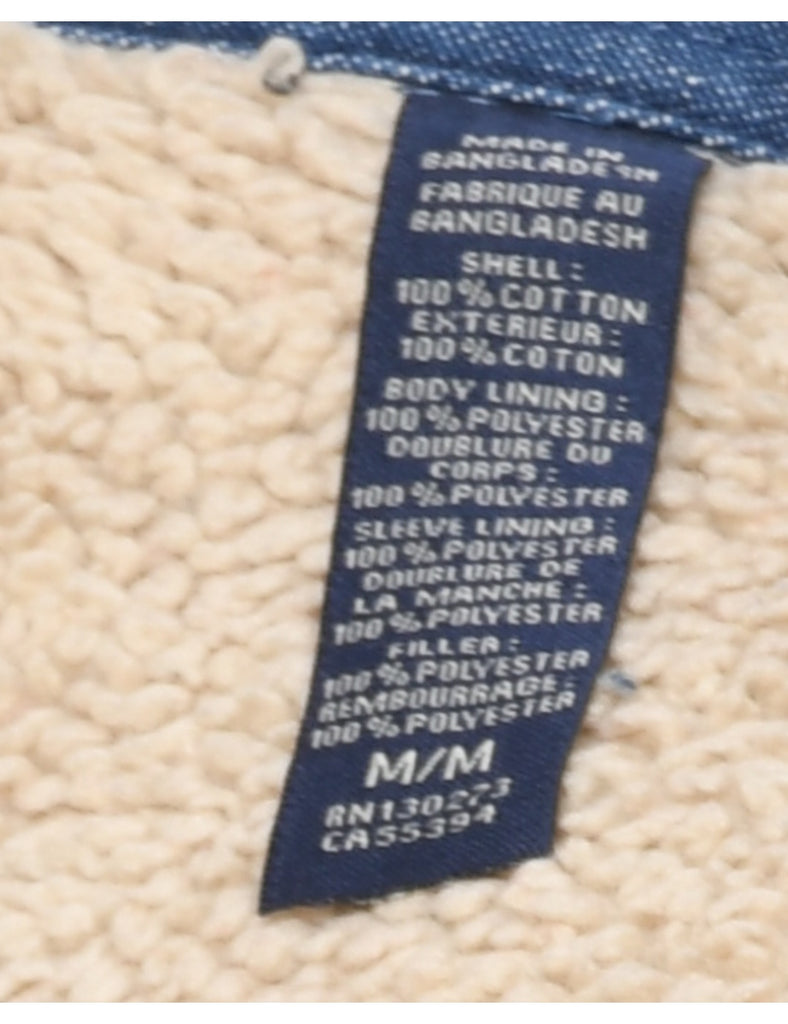 MADE IN
BANGLADESH
FABRIQUE AU
BANGLADESH
SHELL :
100 % COTTON
EXTERIEUR :
100 % COTON
BODY LINING :
100 % POLYESTER
DOUBLURE DU
CORPS :
100 % POLYESTER
SLEEVE LINING :
100 % POLYESTER
DOUBLURE DE
LA MANCHE :
100 % POLYESTER
FILLER :
100 % POLYESTER
REMBOURRAGE :
100 % POLYESTER
M/M
RN130273
CA55394